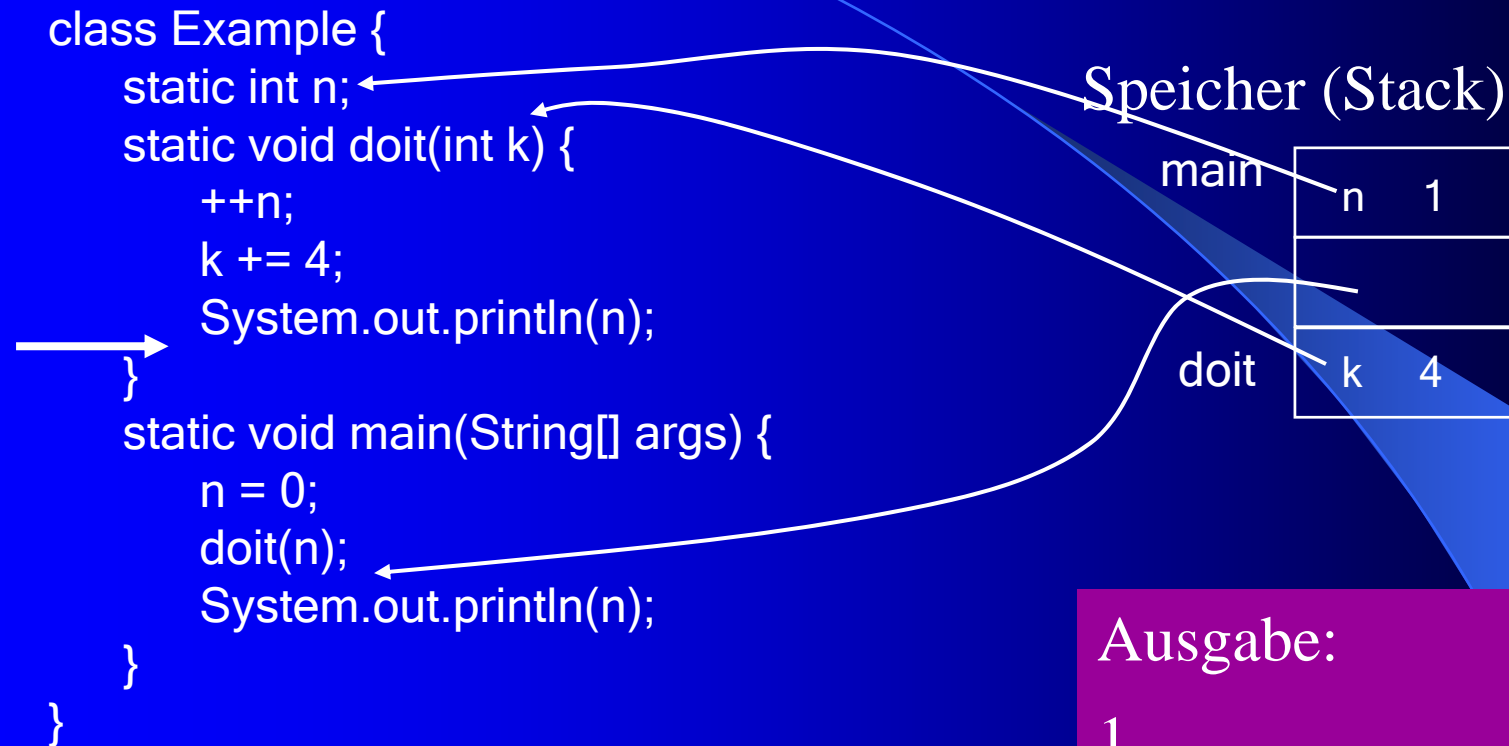 class Example {
static int n;
static void doit(int k) {
++n;
k += 4;
System.out.println(n);
}
static void main(String[] args) {
n = 0;
doit(n);
System.out.println(n);
}
}
Speicher (Stack)
main n 1
doit k 4
Ausgabe:
1